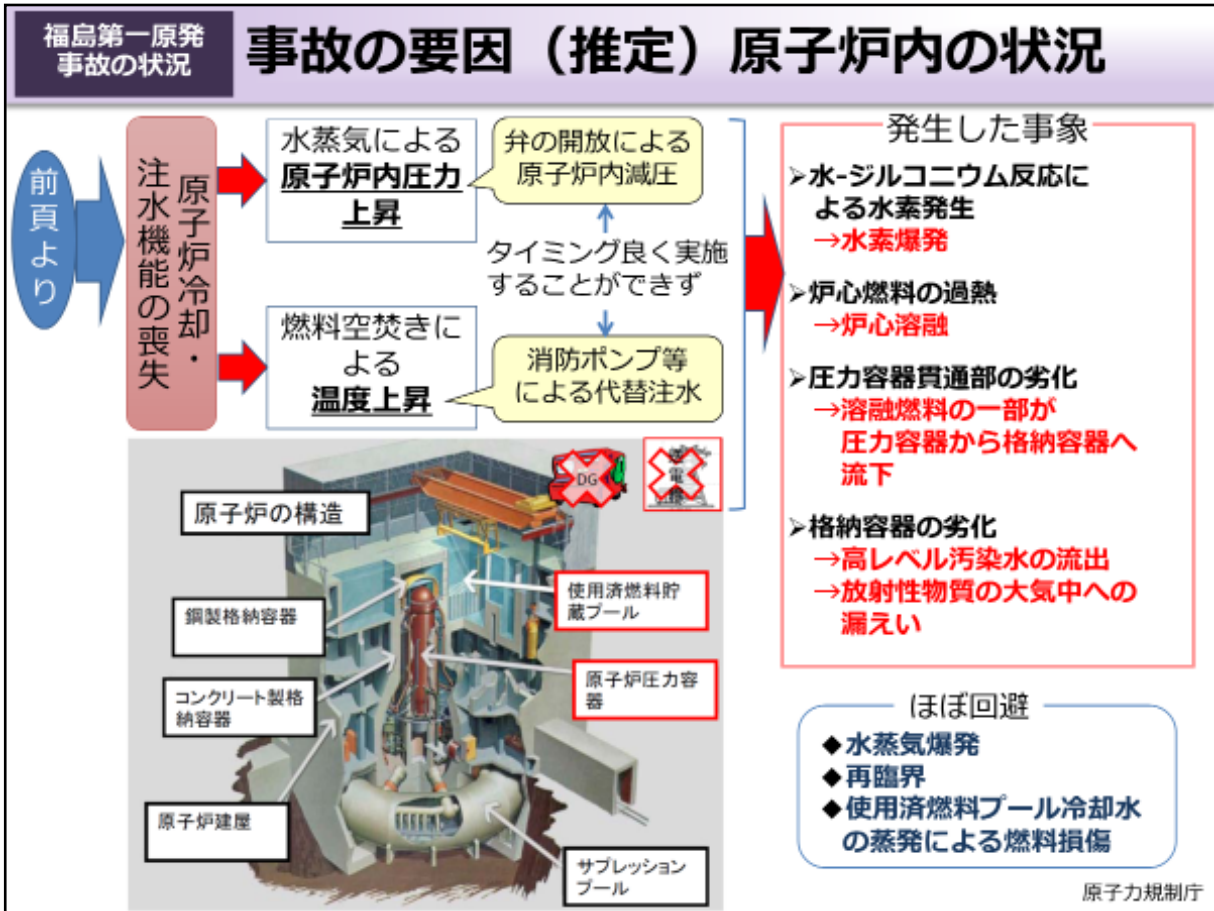 福島第一原発
事故の状況
事故の要因（推定）原子炉内の状況
前頁より
原子炉冷却・
注水機能の喪失
水蒸気による
原子炉内圧力
上昇
弁の開放による
原子炉内減圧
タイミング良く実施
することができず
燃料空焚きに
よる
温度上昇
消防ポンプ等
による代替注水
発生した事象
➢水-ジルコニウム反応に
よる水素発生
→水素爆発
➢炉心燃料の過熱
→炉心溶融
➢圧力容器貫通部の劣化
→溶融燃料の一部が
圧力容器から格納容器へ
流下
➢格納容器の劣化
→高レベル汚染水の流出
→放射性物質の大気中への
漏えい
DG
送電線
原子炉の構造
鋼製格納容器
使用済燃料貯
蔵プール
コンクリート製格
納容器
原子炉圧力容
器
原子炉建屋
サプレッション
プール
ほぼ回避
◆水蒸気爆発
◆再臨界
◆使用済燃料プール冷却水
の蒸発による燃料損傷
原子力規制庁